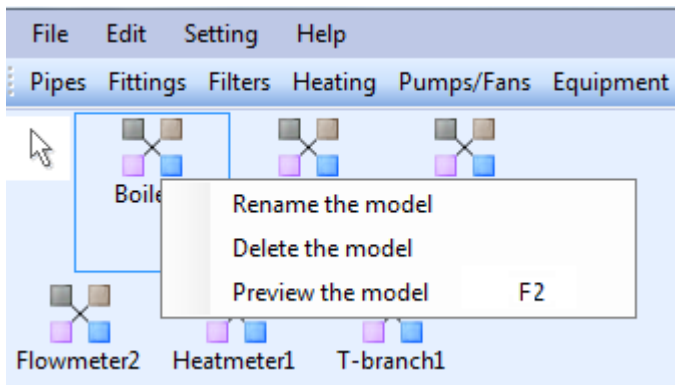 File Edit Setting Help
Pipes Fittings Filters Heating Pumps/Fans Equipment
Rename the model
Delete the model
Preview the model F2
Flowmeter2 Heatmeter1 T-branch1